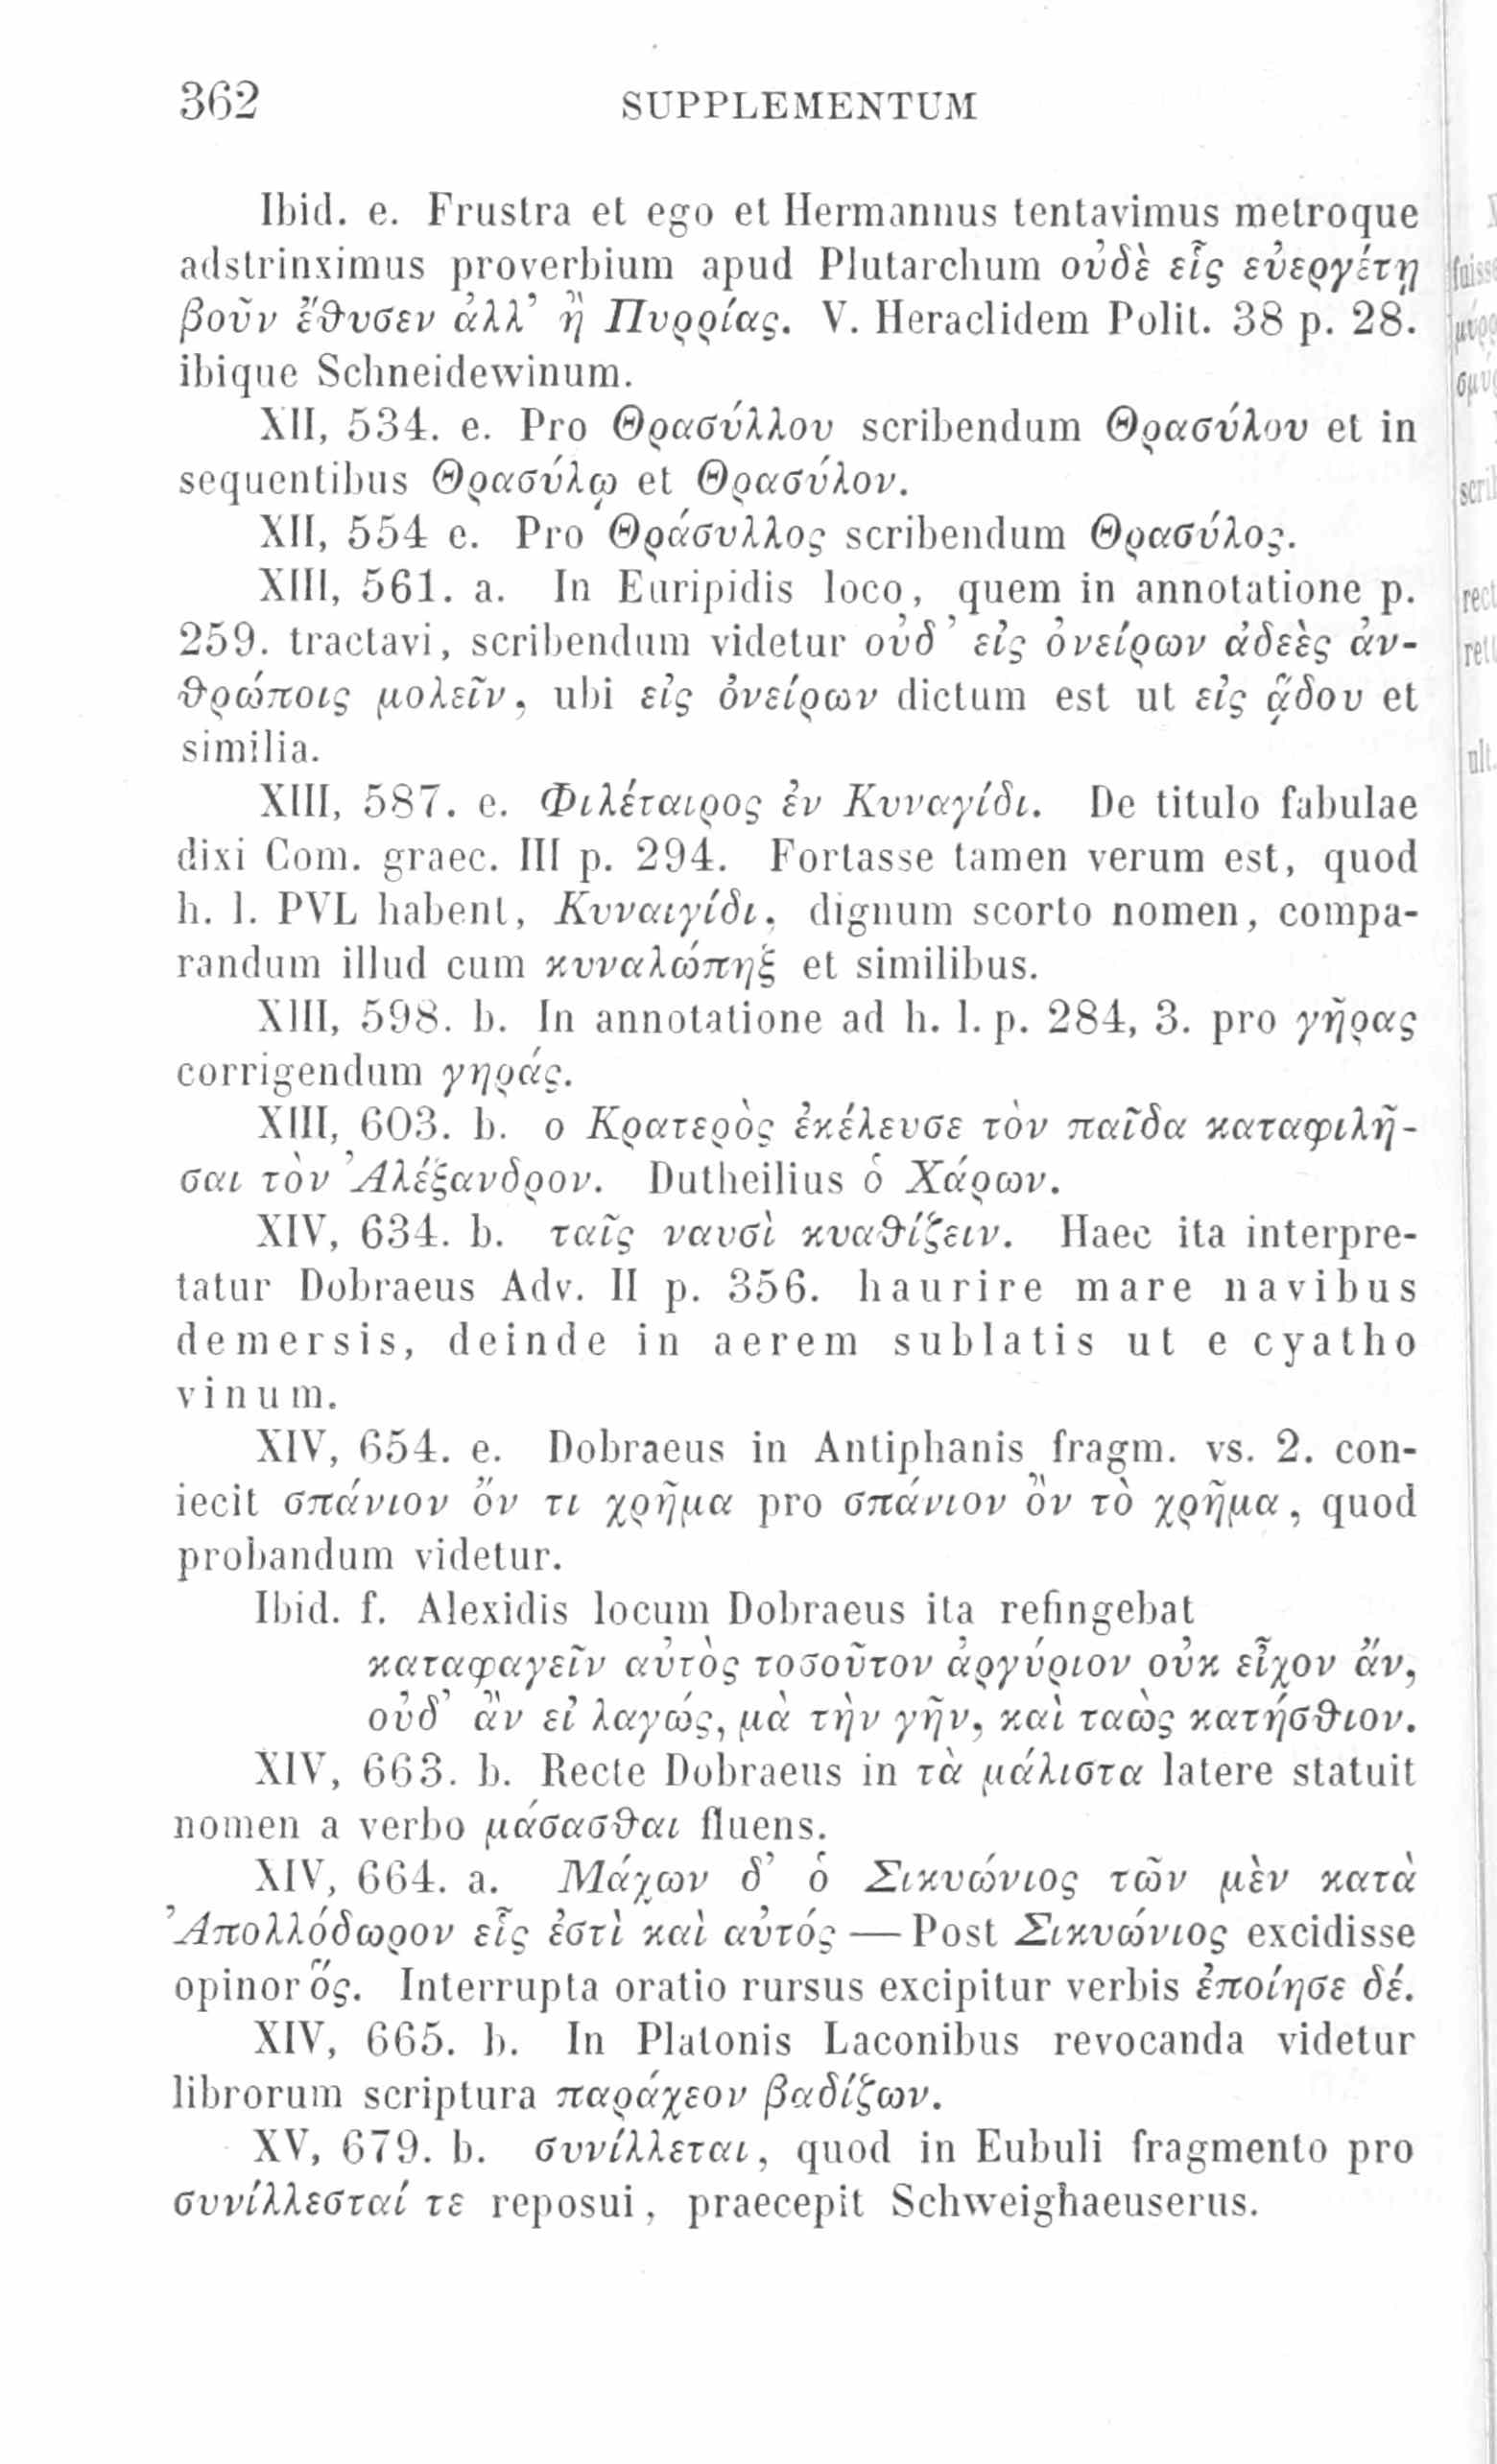 362 SUPPLEMENTUM
Ibid. e. Frustra et ego et Hermannus tentavimus metroque
adstrinximus proverbium apud Plutarchum οὐδὲ εἷς εὐεργέτῃ
βοῦν ἔθυσεν ἀλλ’ ἢ Πυρρίας. V. Heraclidem Polit. 38 p. 28.
ibique Schneidewinum.
XII, 534. e. Pro Θρασύλλου scribendum Θρασύλου et in
sequentibus Θρασύλῳ et Θρασύλον.
XII, 554 e. Pro Θράσυλλος scribendum Θρασύλος.
XIII, 561. a. In Euripidis loco, quem in annotatione p.
259. tractavi, scribendum videtur οὐδ’ εἰς ὀνείρων ἀδεὲς ἀν-
θρώποις μολεῖν, ubi εἰς ὀνείρων dictum est ut εἰς ᾅδου et
similia.
XIII, 587. e. Φιλέταιρος ἐν Κυναγίδι. De titulo fabulae
dixi Com. graec. III p. 294. Fortasse tamen verum est, quod
h. l. PVL habent, Κυναιγίδι, dignum scorto nomen, compa-
randum illud cum κυναλώπηξ et similibus.
XIII, 598. b. In annotatione ad h. l. p. 284, 3. pro γῆρας
corrigendum γηράς.
XIII, 603. b. ο Κρατερὸς ἐκέλευσε τὸν παῖδα καταφιλῆ-
σαι τὸν Ἀλέξανδρον. Dutheilius ὁ Χάρων.
XIV, 634. b. ταῖς ναυσὶ κυαθίζειν. Haec ita interpre-
tatur Dobraeus Adv. II p. 356. haurire mare navibus
demersis, deinde in aerem sublatis ut e cyatho
vinum.
XIV, 654. e. Dobraeus in Antiphanis fragm. vs. 2. con-
iecit σπάνιον ὄν τι χρῆμα pro σπάνιον ὂν τὸ χρῆμα, quod
probandum videtur.
Ibid. f. Alexidis locum Dobraeus ita refingebat
καταφαγεῖν αὐτὸς τοσοῦτον ἀργύριον οὐκ εἶχον ἄν,
οὐδ’ ἂν εἰ λαγώς, μὰ τὴν γῆν, καὶ ταὼς κατήσθιον.
XIV, 663. b. Recte Dobraeus in τὰ μάλιστα latere statuit
nomen a verbo μάσασθαι fluens.
XIV, 664. a. Μάχων δ’ ὁ Σικυώνιος τῶν μὲν κατὰ
Ἀπολλόδωρον εἷς ἐστὶ καὶ αὐτός — Post Σικυώνιος excidisse
opinor ὅς. Interrupta oratio rursus excipitur verbis ἐποίησε δέ.
XIV, 665. b. In Platonis Laconibus revocanda videtur
librorum scriptura παράχεον βαδίζων.
XV, 679. b. συνίλλεται, quod in Eubuli fragmento pro
συνίλλεσταί τε reposui, praecepit Schweighaeuserus.